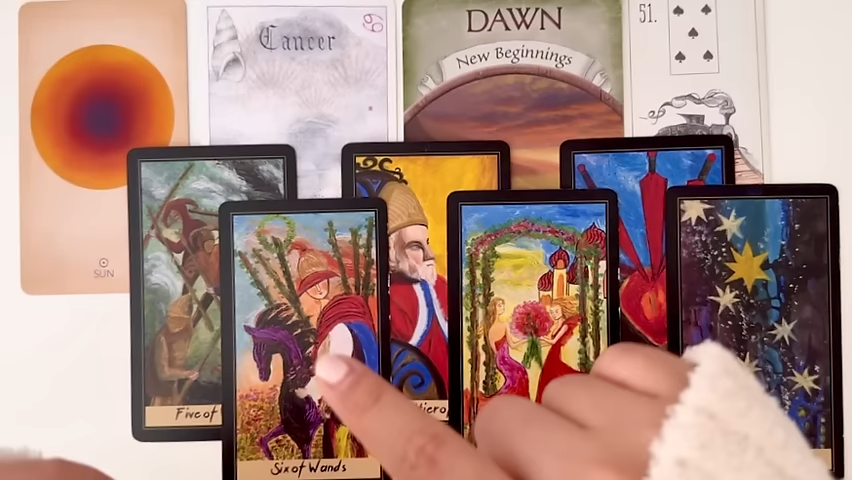 Cancer
DAWN
New Beginnings
51.
SUN
Five of
Six of Wands